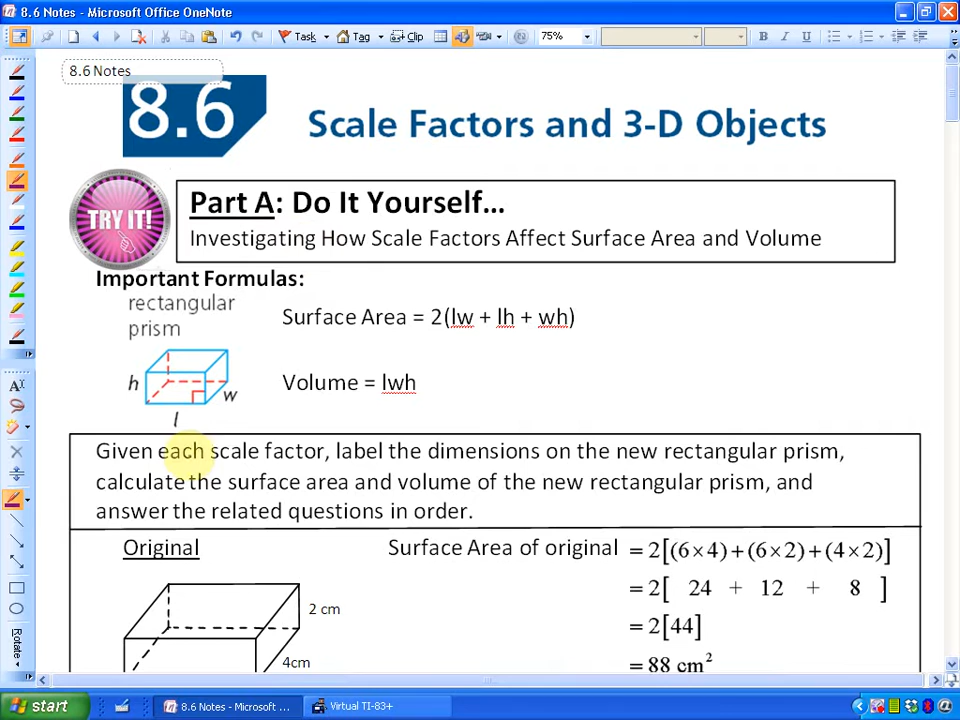 8.6 Notes - Microsoft Office OneNote
Task Tag Clip 75% B I U
8.6 Notes
8.6 Scale Factors and 3-D Objects
TRY IT!
Part A: Do It Yourself...
Investigating How Scale Factors Affect Surface Area and Volume
Important Formulas:
rectangular
prism
Surface Area = 2(lw + lh + wh)
h
w
l
Volume = lwh
Given each scale factor, label the dimensions on the new rectangular prism,
calculate the surface area and volume of the new rectangular prism, and
answer the related questions in order.
Original
Surface Area of original = 2[(6×4)+(6×2)+(4×2)]
= 2[ 24 + 12 + 8 ]
2 cm
= 2[44]
4cm
= 88 cm²
Rotate
start 8.6 Notes - Microsoft ... Virtual TI-83+